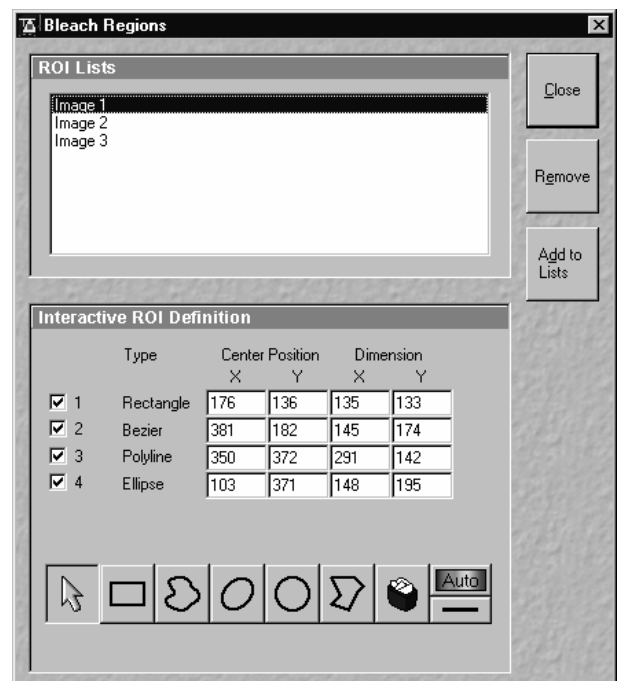 Bleach Regions
ROI Lists
Image 1
Image 2
Image 3
Close
Remove
Add to
Lists
Interactive ROI Definition
Type Center Position Dimension
X Y X Y
1 Rectangle 176 136 135 133
2 Bezier 381 182 145 174
3 Polyline 350 372 291 142
4 Ellipse 103 371 148 195
Auto